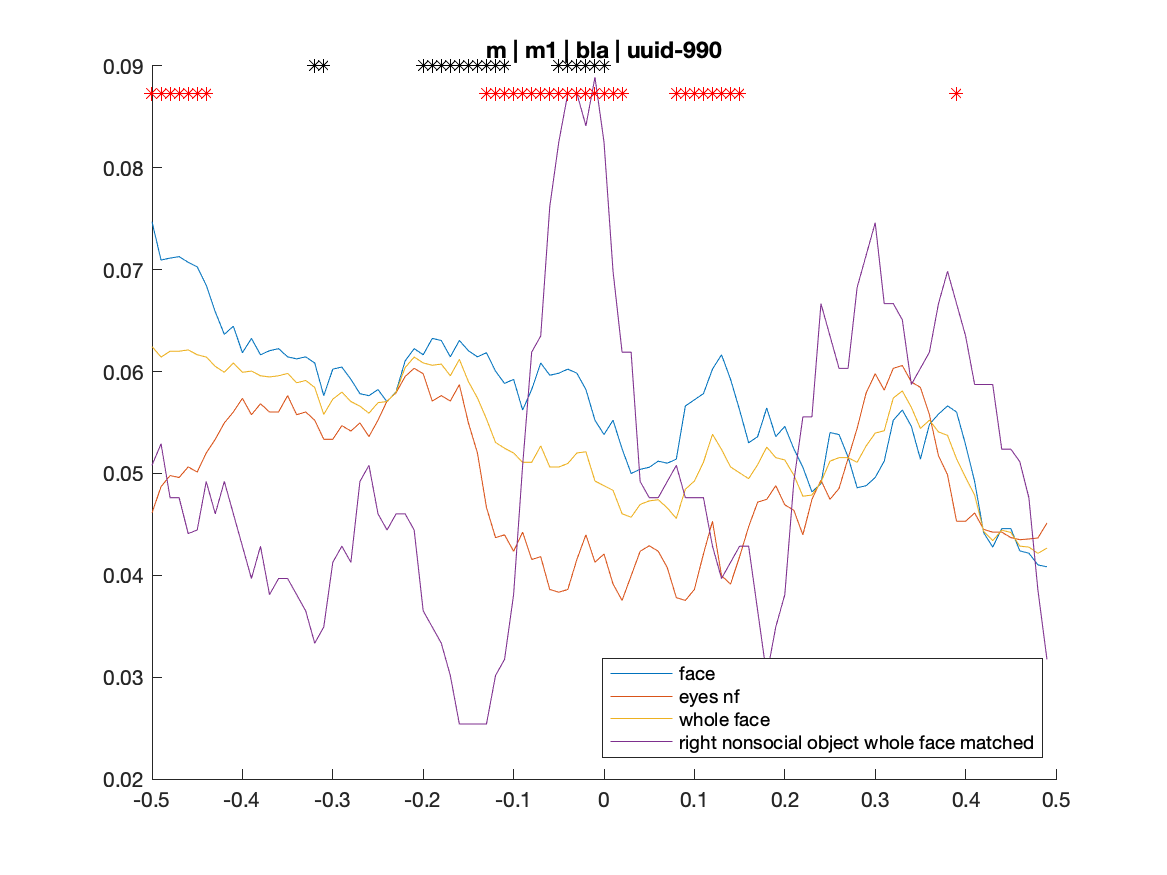 m | m1 | bla | uuid-990
0.09
0.08
0.07
0.06
0.05
0.04
0.03
0.02
-0.5 -0.4 -0.3 -0.2 -0.1 0 0.1 0.2 0.3 0.4 0.5
face
eyes nf
whole face
right nonsocial object whole face matched